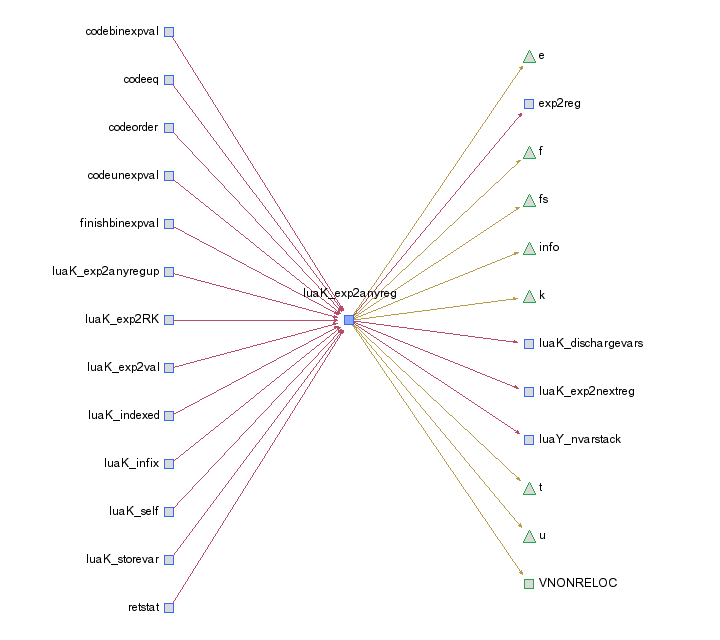 codebinexpval
codeeq
codeorder
codeunexpval
finishbinexpval
luaK_exp2anyregup
luaK_exp2RK
luaK_exp2val
luaK_indexed
luaK_infix
luaK_self
luaK_storevar
retstat
luaK_exp2anyreg
e
exp2reg
f
fs
info
k
luaK_dischargevars
luaK_exp2nextreg
luaY_nvarstack
t
u
VNONRELOC